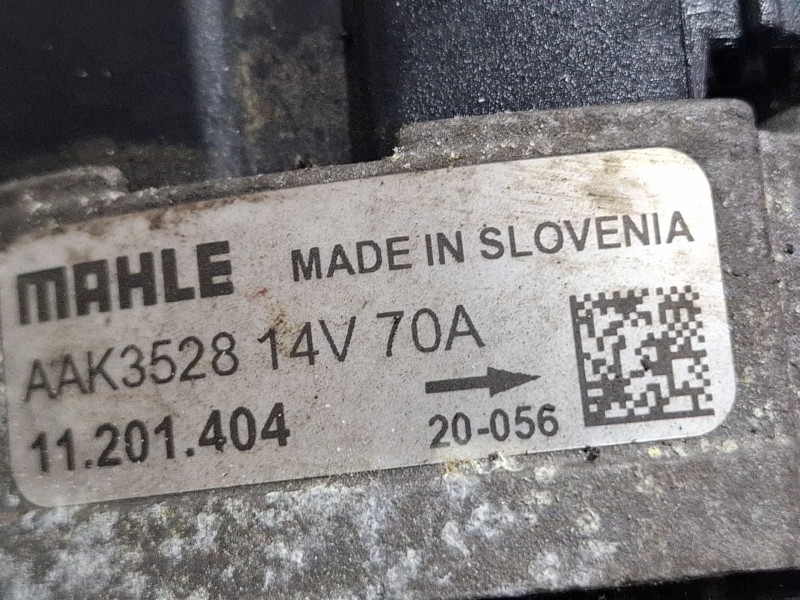 MAHLE MADE IN SLOVENIA
AAK3528 14V 70A
11.201.404 20-056